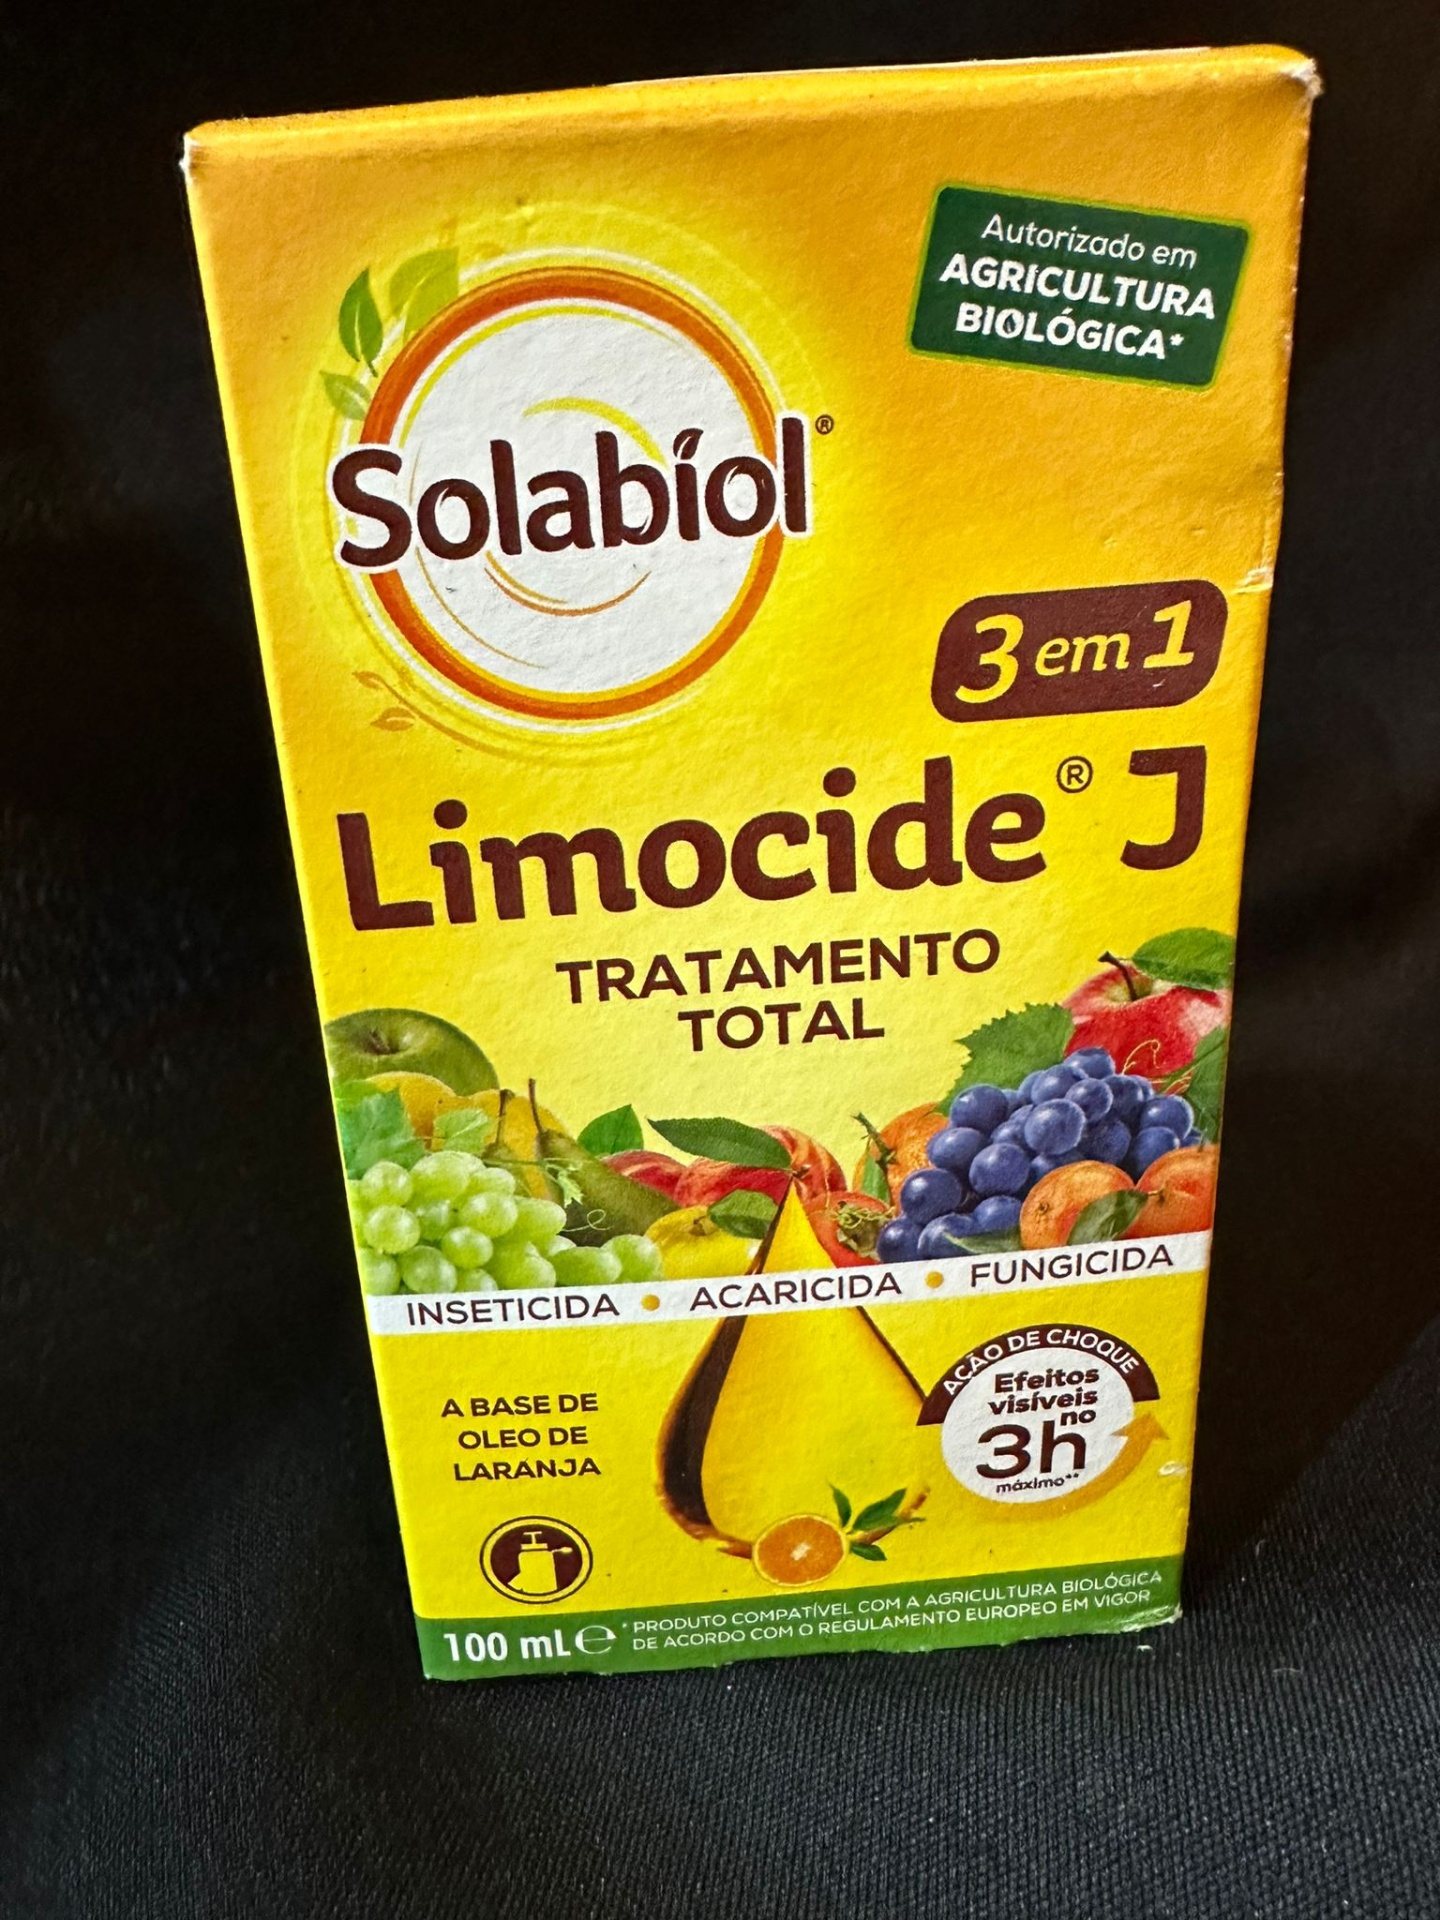 Autorizado em
AGRICULTURA
BIOLÓGICA*
Solabiol®
3 em 1
Limocide® J
TRATAMENTO
TOTAL
INSETICIDA • ACARICIDA • FUNGICIDA
A BASE DE
OLEO DE
LARANJA
AÇÃO DE CHOQUE
Efeitos
visíveis
no
3h
máximo**
100 mL ℮
* PRODUTO COMPATÍVEL COM A AGRICULTURA BIOLÓGICA
DE ACORDO COM O REGULAMENTO EUROPEO EM VIGOR